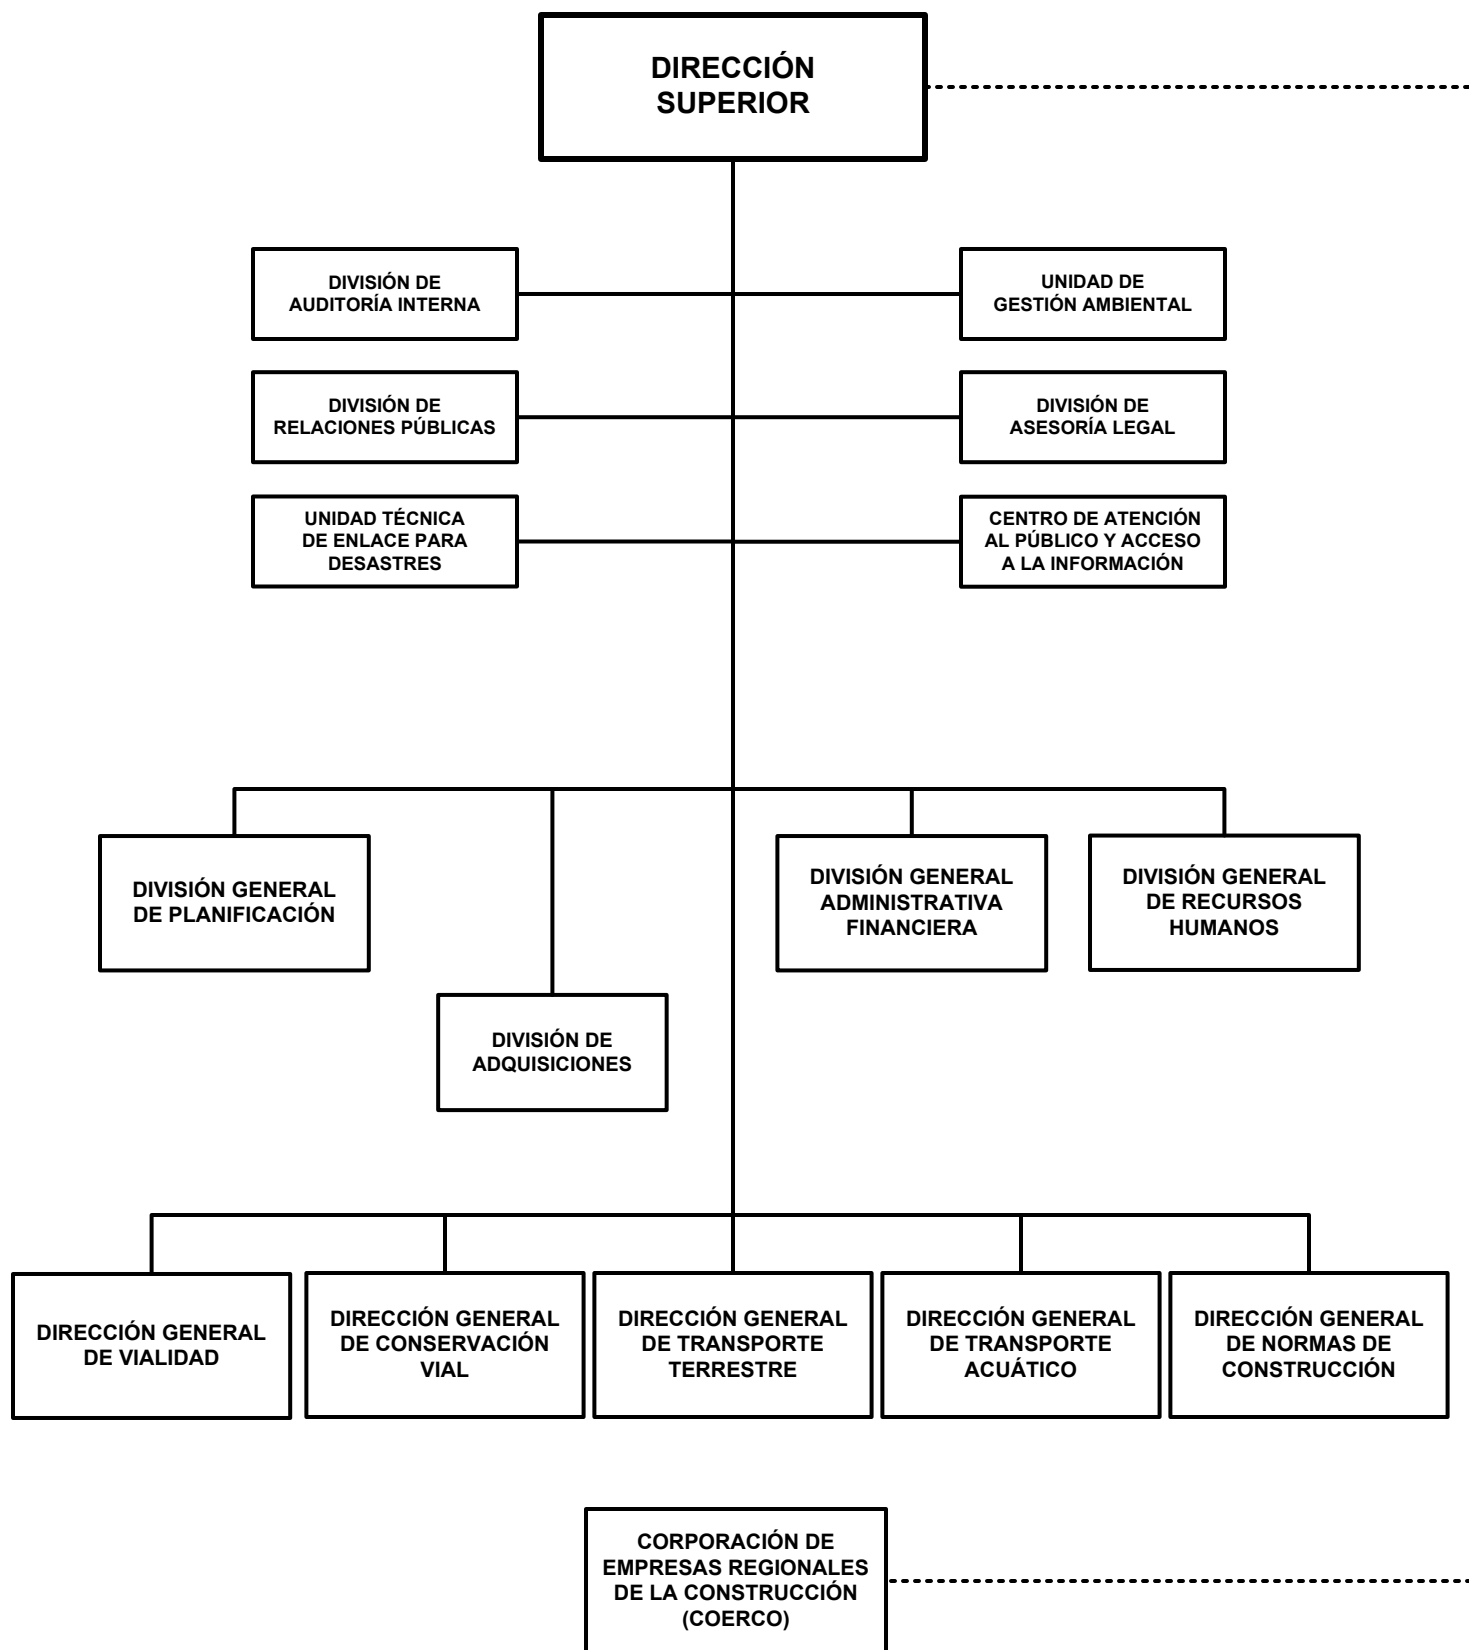 DIRECCIÓN
SUPERIOR
DIVISIÓN DE
AUDITORÍA INTERNA
UNIDAD DE
GESTIÓN AMBIENTAL
DIVISIÓN DE
RELACIONES PÚBLICAS
DIVISIÓN DE
ASESORÍA LEGAL
UNIDAD TÉCNICA
DE ENLACE PARA
DESASTRES
CENTRO DE ATENCIÓN
AL PÚBLICO Y ACCESO
A LA INFORMACIÓN
DIVISIÓN GENERAL
DE PLANIFICACIÓN
DIVISIÓN DE
ADQUISICIONES
DIVISIÓN GENERAL
ADMINISTRATIVA
FINANCIERA
DIVISIÓN GENERAL
DE RECURSOS
HUMANOS
DIRECCIÓN GENERAL
DE VIALIDAD
DIRECCIÓN GENERAL
DE CONSERVACIÓN
VIAL
DIRECCIÓN GENERAL
DE TRANSPORTE
TERRESTRE
DIRECCIÓN GENERAL
DE TRANSPORTE
ACUÁTICO
DIRECCIÓN GENERAL
DE NORMAS DE
CONSTRUCCIÓN
CORPORACIÓN DE
EMPRESAS REGIONALES
DE LA CONSTRUCCIÓN
(COERCO)